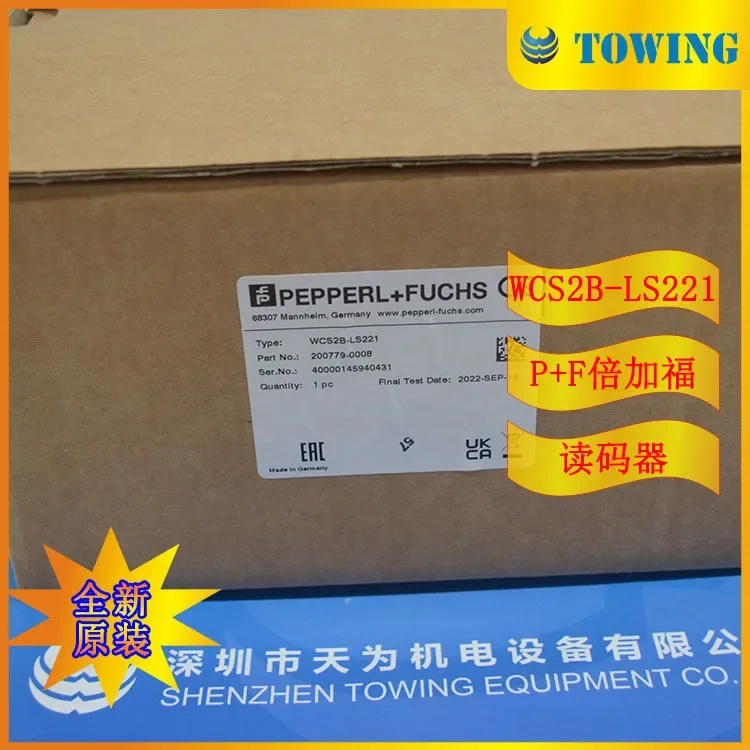 TOWING
PEPPERL+FUCHS
68307 Mannheim, Germany www.pepperl-fuchs.com
Type: WCS2B-LS221
Part No.: 200779-0008
Ser.No.: 40000145940431
Quantity: 1 pc Final Test Date: 2022-SEP-
EAC
UK
CA
Made in Germany
WCS2B-LS221
P+F倍加福
读码器
全新
原装
深圳市天为机电设备有限公
SHENZHEN TOWING EQUIPMENT CO.